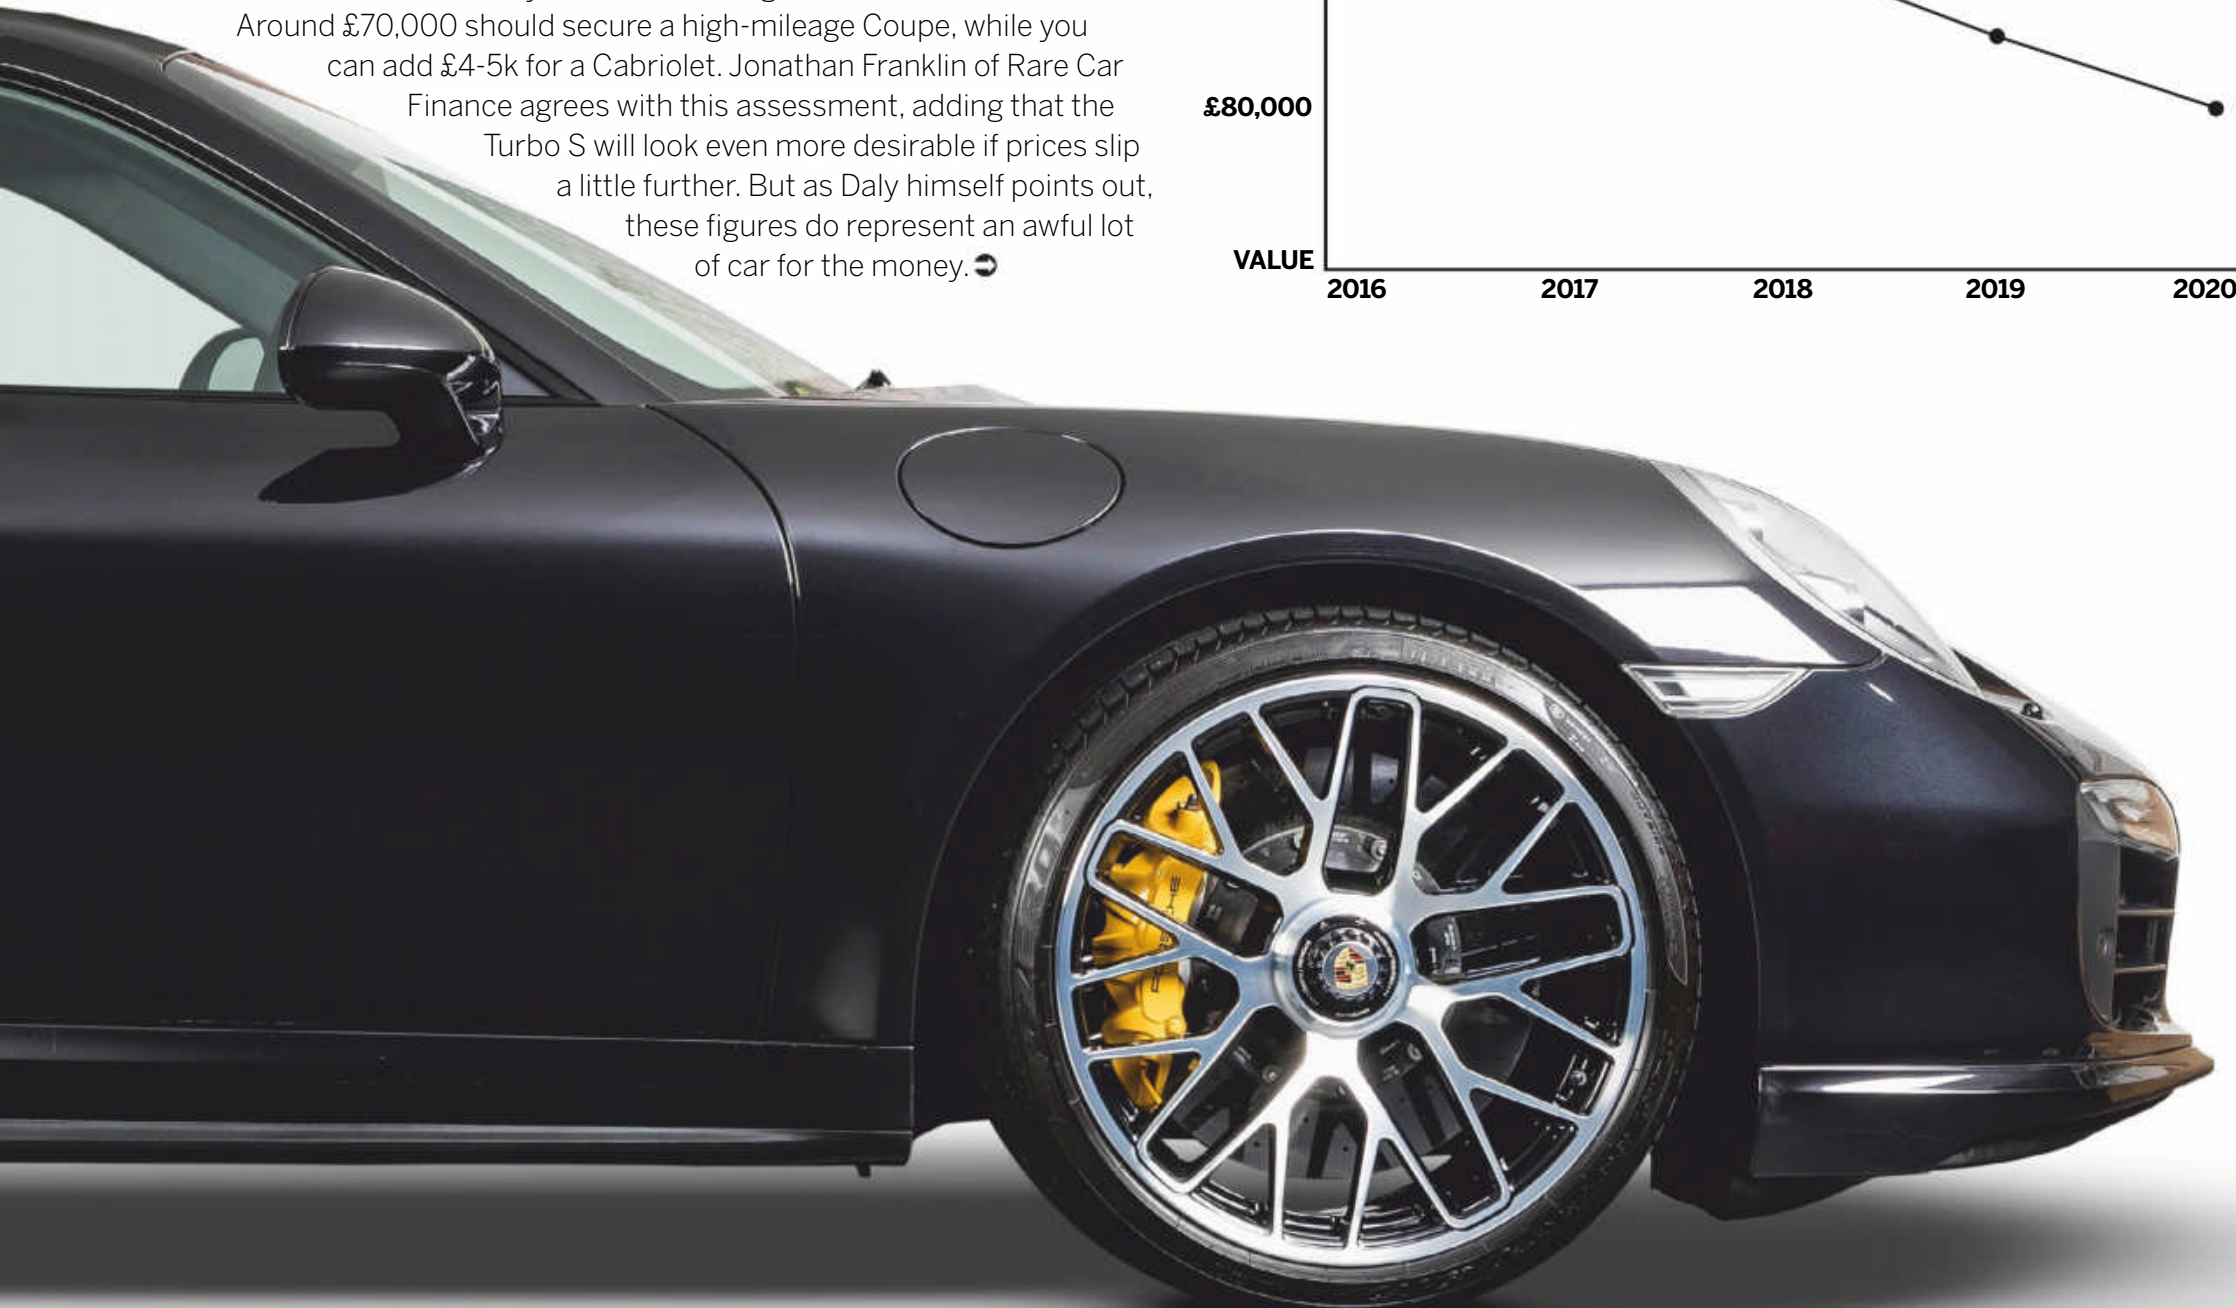 Around £70,000 should secure a high-mileage Coupe, while you
can add £4-5k for a Cabriolet. Jonathan Franklin of Rare Car
Finance agrees with this assessment, adding that the
Turbo S will look even more desirable if prices slip
a little further. But as Daly himself points out,
these figures do represent an awful lot
of car for the money.
£80,000
VALUE
2016 2017 2018 2019 2020
PORSCHE